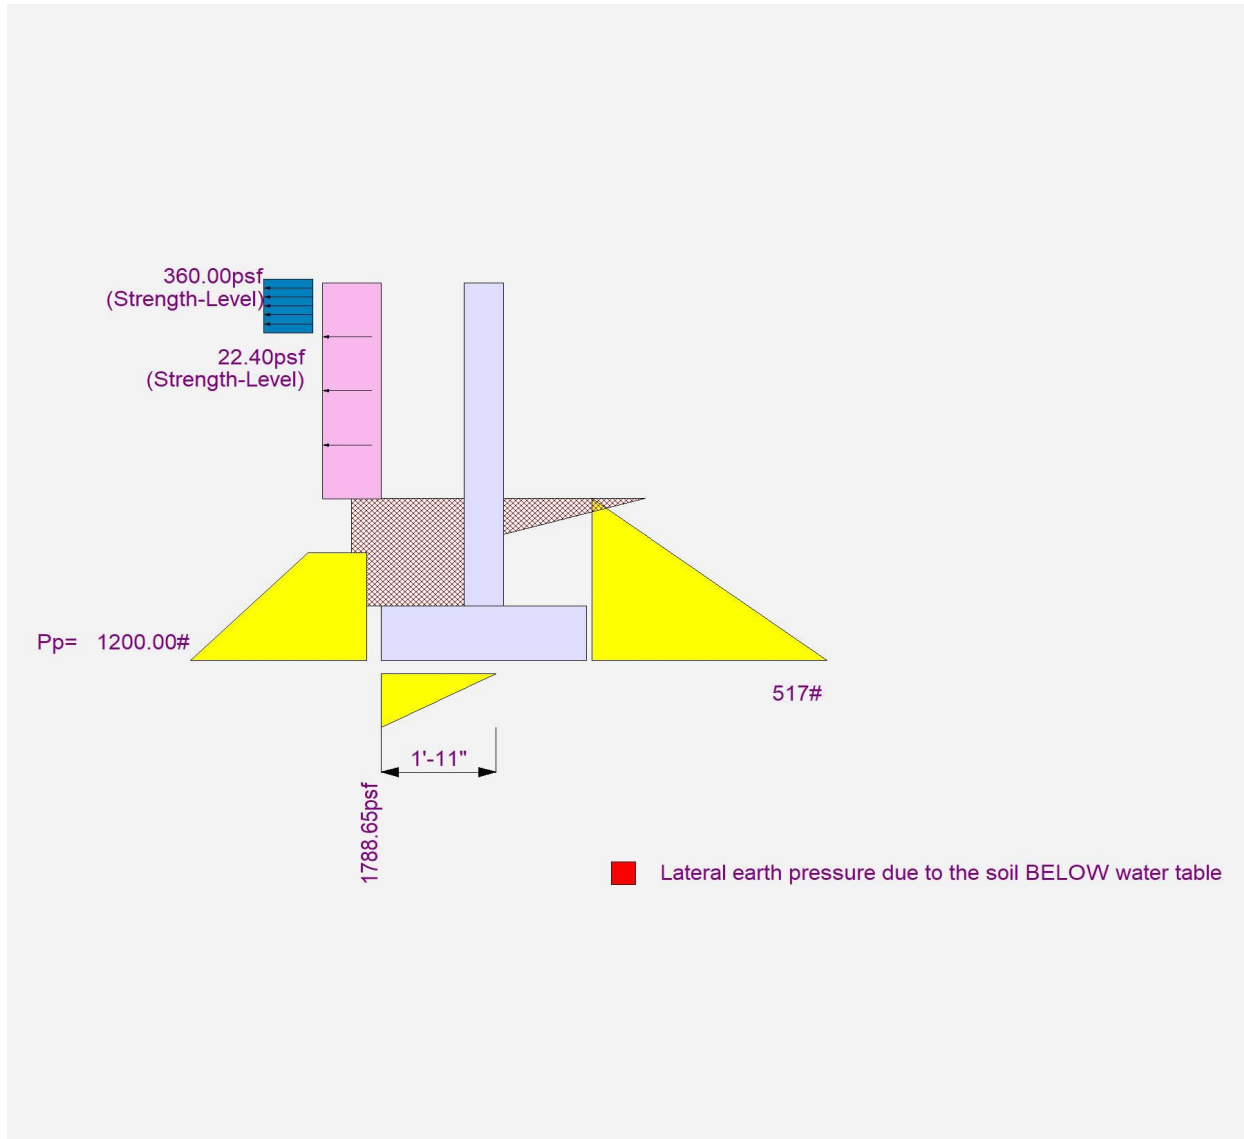 360.00psf
(Strength-Level)
22.40psf
(Strength-Level)
Pp= 1200.00#
517#
1'-11"
1788.65psf
Lateral earth pressure due to the soil BELOW water table